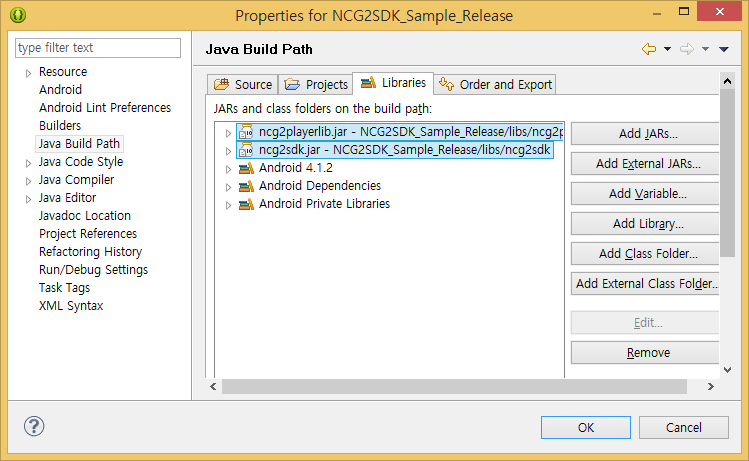 Properties for NCG2SDK_Sample_Release
type filter text
Resource
Android
Android Lint Preferences
Builders
Java Build Path
Java Code Style
Java Compiler
Java Editor
Javadoc Location
Project References
Refactoring History
Run/Debug Settings
Task Tags
XML Syntax
Java Build Path
Source Projects Libraries Order and Export
JARs and class folders on the build path:
ncg2playerlib.jar - NCG2SDK_Sample_Release/libs/ncg2p
ncg2sdk.jar - NCG2SDK_Sample_Release/libs/ncg2sdk
Android 4.1.2
Android Dependencies
Android Private Libraries
Add JARs...
Add External JARs...
Add Variable...
Add Library...
Add Class Folder...
Add External Class Folder...
Edit...
Remove
OK Cancel